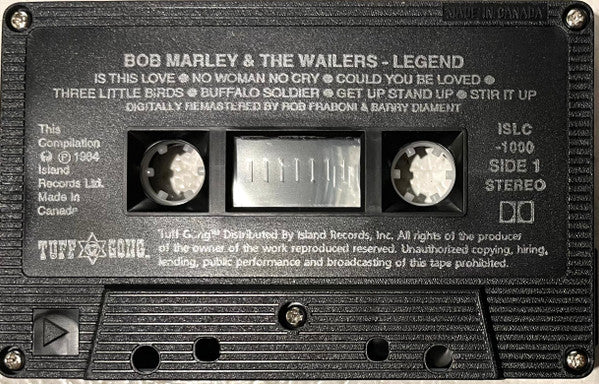 MADE IN CANADA
BOB MARLEY & THE WAILERS - LEGEND
IS THIS LOVE ● NO WOMAN NO CRY ● COULD YOU BE LOVED ●
THREE LITTLE BIRDS ● BUFFALO SOLDIER ● GET UP STAND UP ● STIR IT UP
DIGITALLY REMASTERED BY ROB FRABONI & BARRY DIAMENT
This
Compilation
℗ 1984
Island
Records Ltd.
Made in
Canada
ISLC
-1000
SIDE 1
STEREO
TUFF GONG
Tuff Gong™ Distributed By Island Records, Inc. All rights of the producer
of the owner of the work reproduced reserved. Unauthorized copying, hiring,
lending, public performance and broadcasting of this tape prohibited.